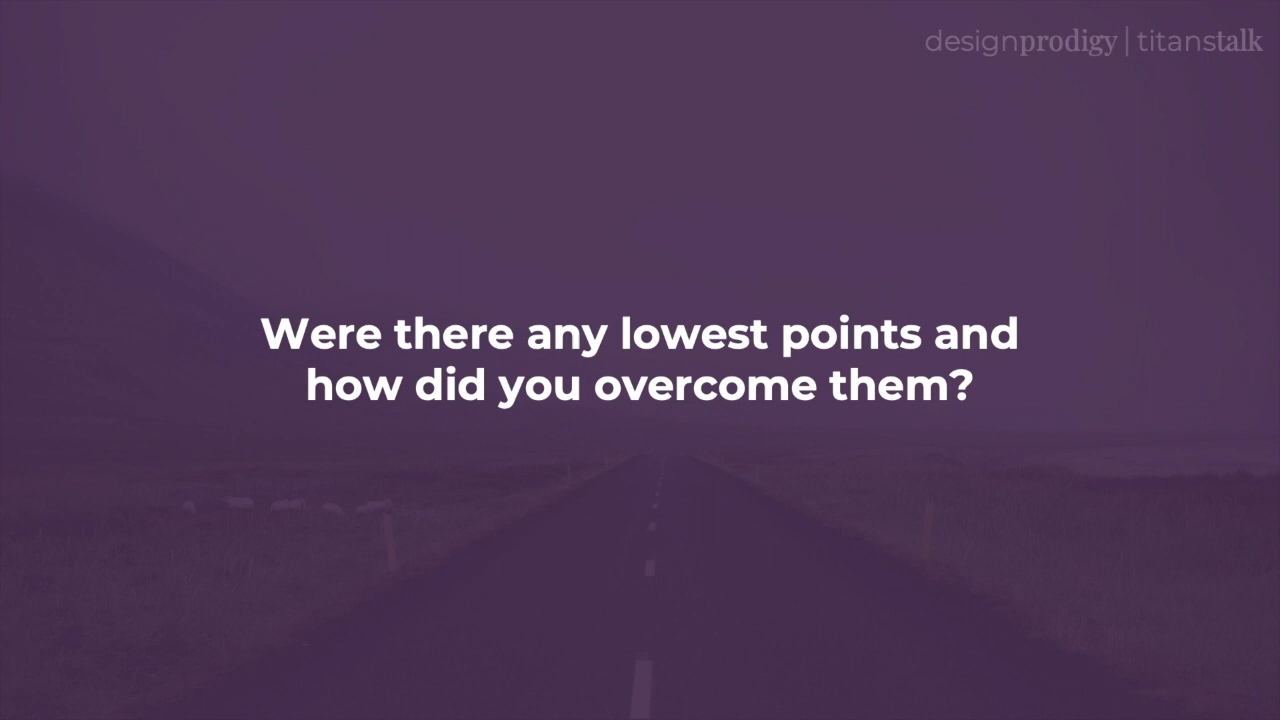 designprodigy | titanstalk
Were there any lowest points and
how did you overcome them?